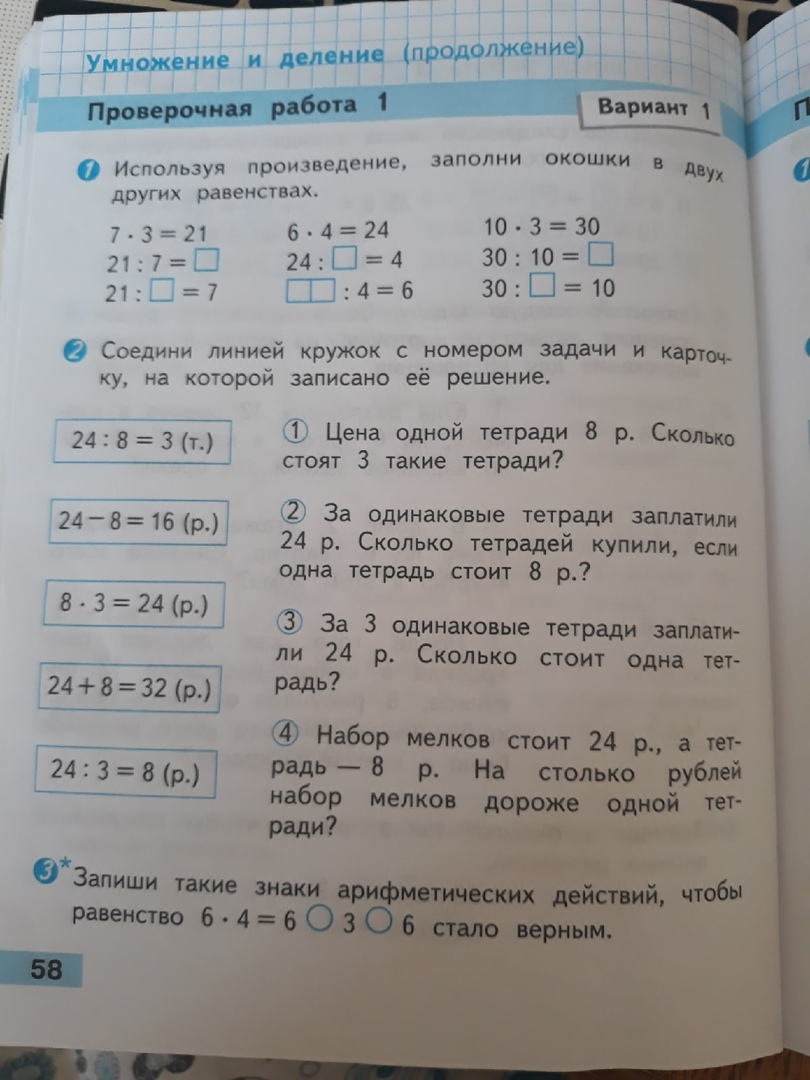 Умножение и деление (продолжение)
Проверочная работа 1
Вариант 1
1 Используя произведение, заполни окошки в двух
других равенствах.
7 · 3 = 21 6 · 4 = 24 10 · 3 = 30
21 : 7 = □ 24 : □ = 4 30 : 10 = □
21 : □ = 7 □□ : 4 = 6 30 : □ = 10
2 Соедини линией кружок с номером задачи и карточ-
ку, на которой записано её решение.
24 : 8 = 3 (т.)
24 − 8 = 16 (р.)
8 · 3 = 24 (р.)
24 + 8 = 32 (р.)
24 : 3 = 8 (р.)
1 Цена одной тетради 8 р. Сколько
стоят 3 такие тетради?
2 За одинаковые тетради заплатили
24 р. Сколько тетрадей купили, если
одна тетрадь стоит 8 р.?
3 За 3 одинаковые тетради заплати-
ли 24 р. Сколько стоит одна тет-
радь?
4 Набор мелков стоит 24 р., а тет-
радь — 8 р. На столько рублей
набор мелков дороже одной тет-
ради?
3* Запиши такие знаки арифметических действий, чтобы
равенство 6 · 4 = 6 ○ 3 ○ 6 стало верным.
58